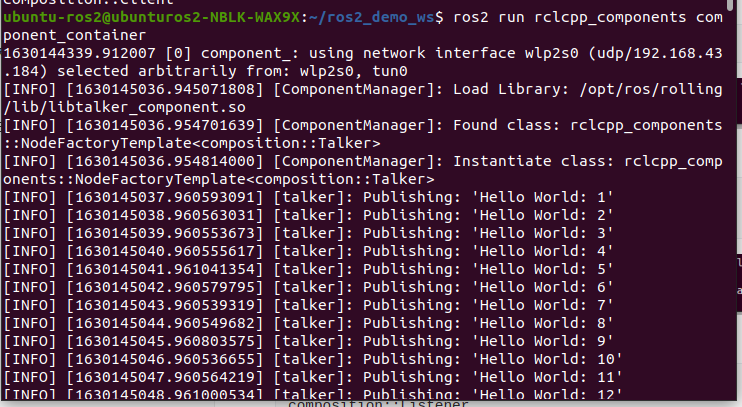 composition::Client
ubuntu-ros2@ubunturos2-NBLK-WAX9X:~/ros2_demo_ws$ ros2 run rclcpp_components com
ponent_container
1630144339.912007 [0] component_: using network interface wlp2s0 (udp/192.168.43
.184) selected arbitrarily from: wlp2s0, tun0
[INFO] [1630145036.945071808] [ComponentManager]: Load Library: /opt/ros/rolling
/lib/libtalker_component.so
[INFO] [1630145036.954701639] [ComponentManager]: Found class: rclcpp_components
::NodeFactoryTemplate<composition::Talker>
[INFO] [1630145036.954814000] [ComponentManager]: Instantiate class: rclcpp_comp
onents::NodeFactoryTemplate<composition::Talker>
[INFO] [1630145037.960593091] [talker]: Publishing: 'Hello World: 1'
[INFO] [1630145038.960563031] [talker]: Publishing: 'Hello World: 2'
[INFO] [1630145039.960553673] [talker]: Publishing: 'Hello World: 3'
[INFO] [1630145040.960555617] [talker]: Publishing: 'Hello World: 4'
[INFO] [1630145041.961041354] [talker]: Publishing: 'Hello World: 5'
[INFO] [1630145042.960579795] [talker]: Publishing: 'Hello World: 6'
[INFO] [1630145043.960539319] [talker]: Publishing: 'Hello World: 7'
[INFO] [1630145044.960549682] [talker]: Publishing: 'Hello World: 8'
[INFO] [1630145045.960803575] [talker]: Publishing: 'Hello World: 9'
[INFO] [1630145046.960536655] [talker]: Publishing: 'Hello World: 10'
[INFO] [1630145047.960564219] [talker]: Publishing: 'Hello World: 11'
[INFO] [1630145048.961000534] [talker]: Publishing: 'Hello World: 12'
composition::Listener